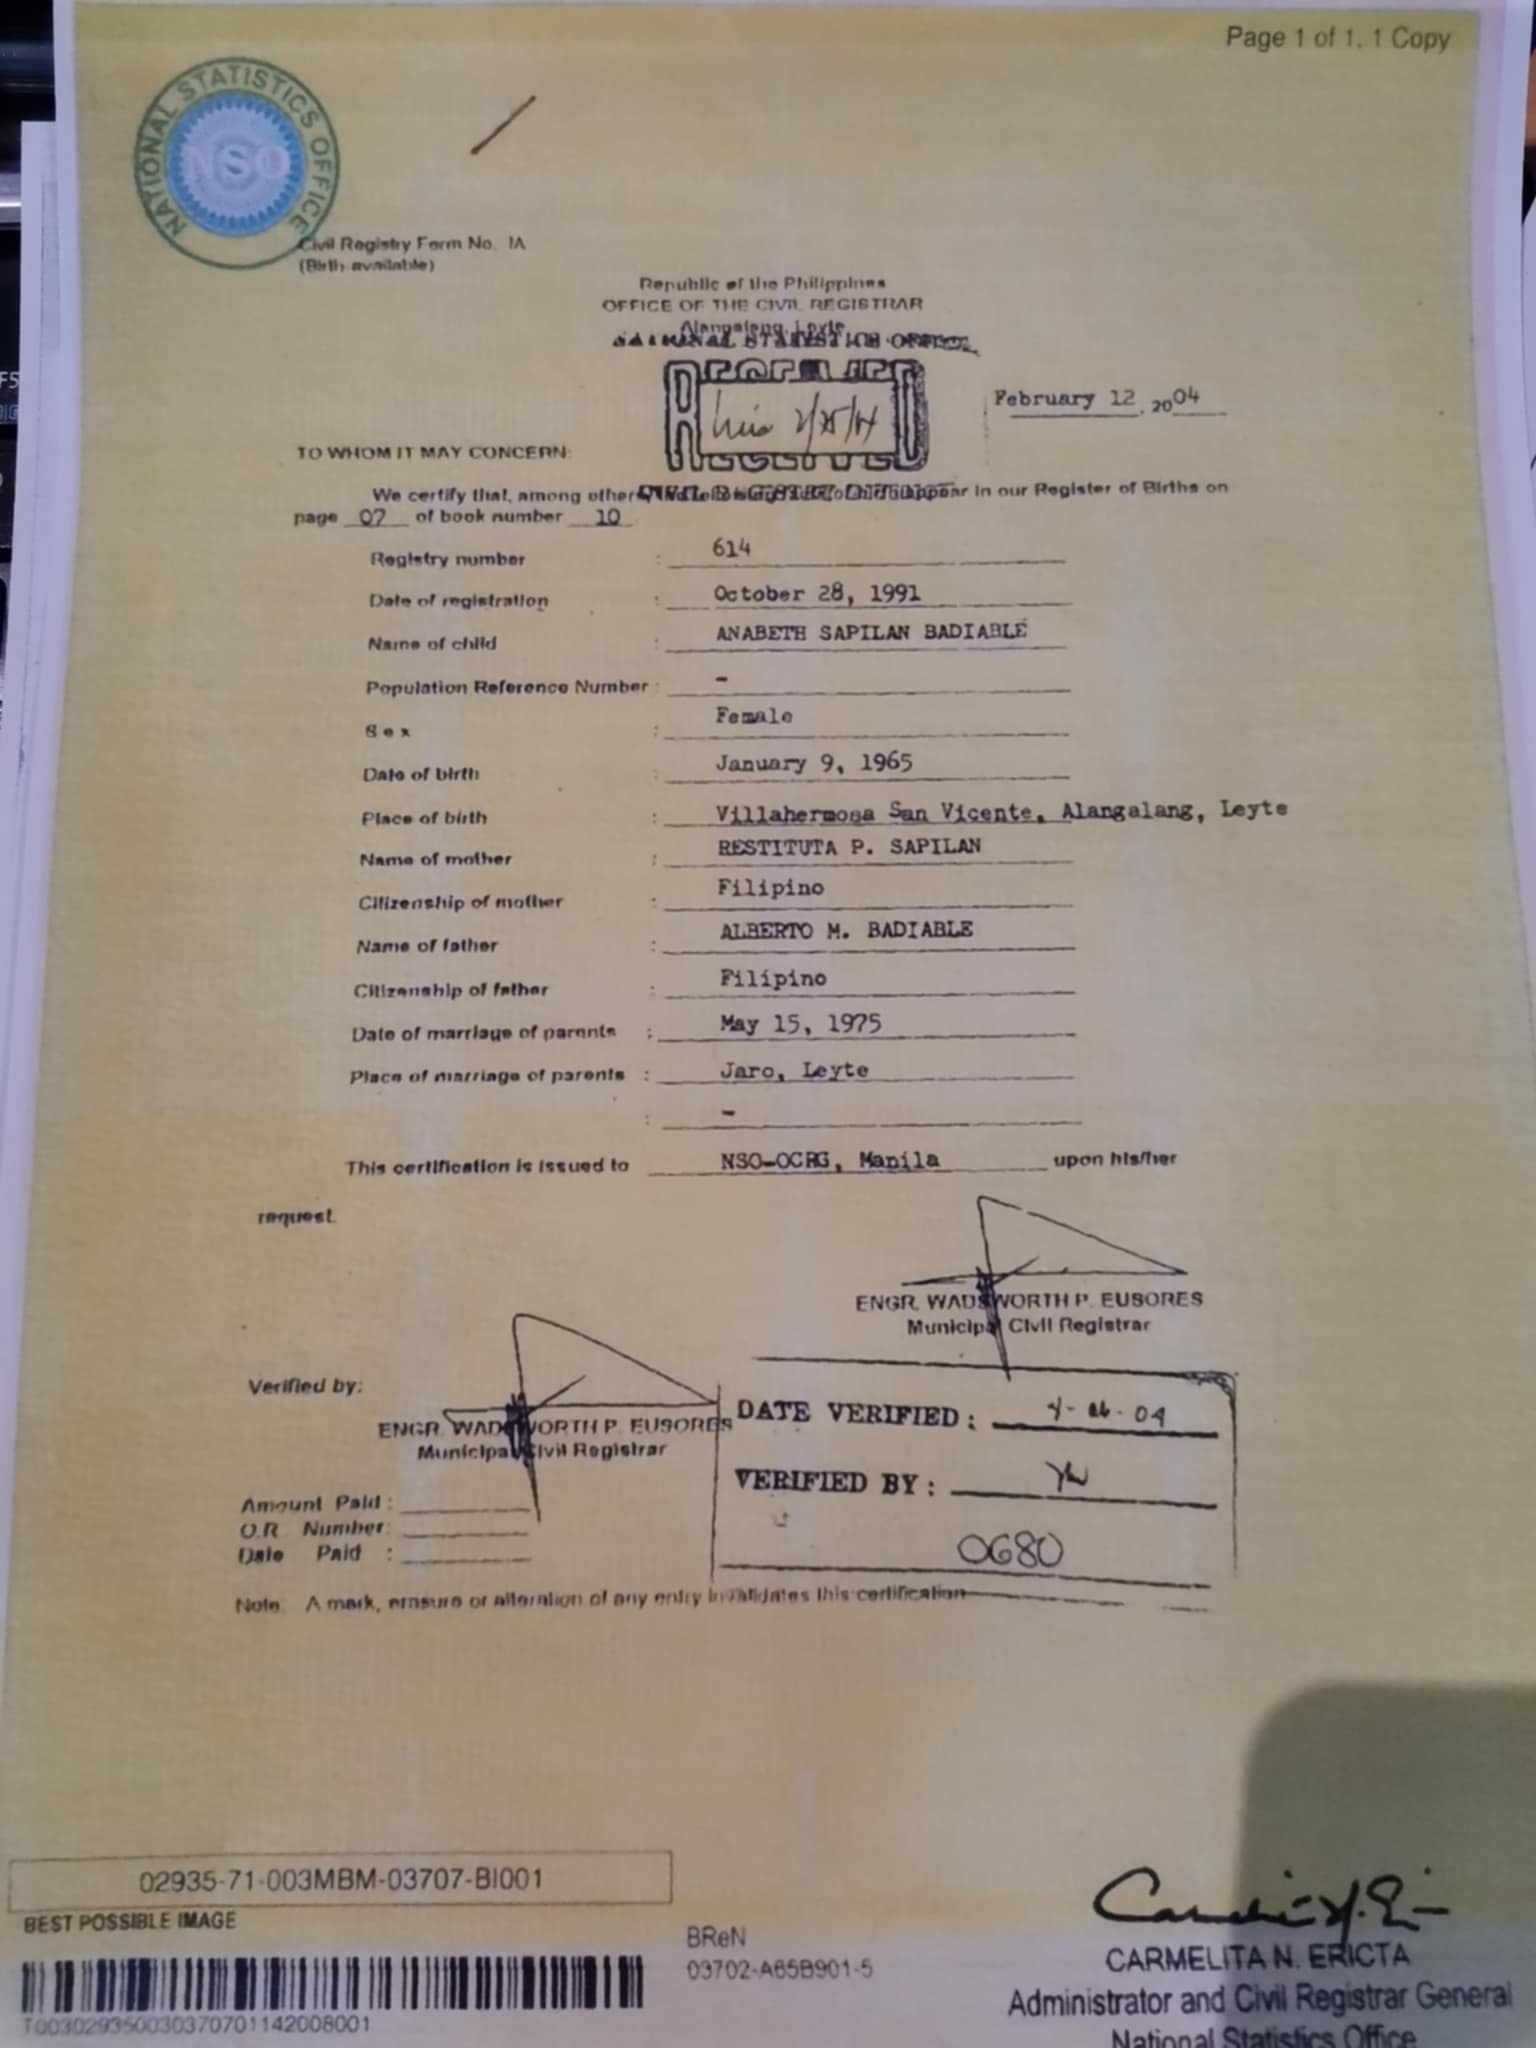 Page 1 of 1, 1 Copy
NATIONAL STATISTICS OFFICE
NSO
Civil Registry Form No. 1A
(Birth available)
Republic of the Philippines
OFFICE OF THE CIVIL REGISTRAR
Alangalang, Leyte
NATIONAL STATISTICS OFFICE
RECEIVED
February 12, 2004
TO WHOM IT MAY CONCERN:
We certify that, among others, appear in our Register of Births on
page 07 of book number 10
Registry number : 614
Date of registration : October 28, 1991
Name of child : ANABETH SAPILAN BADIABLE
Population Reference Number : -
Sex : Female
Date of birth : January 9, 1965
Place of birth : Villahermosa San Vicente, Alangalang, Leyte
Name of mother : RESTITUTA P. SAPILAN
Citizenship of mother : Filipino
Name of father : ALBERTO M. BADIABLE
Citizenship of father : Filipino
Date of marriage of parents : May 15, 1975
Place of marriage of parents : Jaro, Leyte
: -
This certification is issued to NSO-OCRG, Manila upon his/her
request.
ENGR. WADSWORTH P. EUSORES
Municipal Civil Registrar
Verified by:
ENGR. WADSWORTH P. EUSORES
Municipal Civil Registrar
DATE VERIFIED :
VERIFIED BY :
0680
Amount Paid :
O.R. Number:
Date Paid :
Note: A mark, erasure or alteration of any entry invalidates this certification
02935-71-003MBM-03707-BI001
BEST POSSIBLE IMAGE
T003029350030370701142008001
BReN
03702-A65B901-5
CARMELITA N. ERICTA
Administrator and Civil Registrar General
National Statistics Office